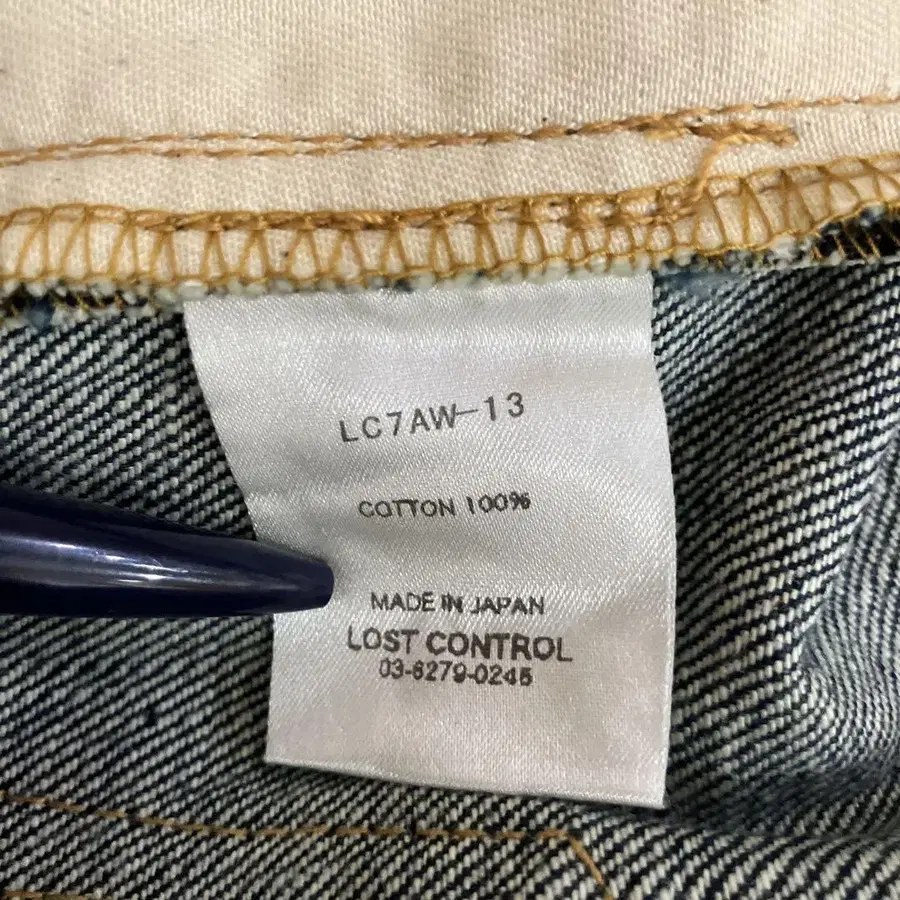 LC7AW-13
COTTON 100%
MADE IN JAPAN
LOST CONTROL
03-6279-0245